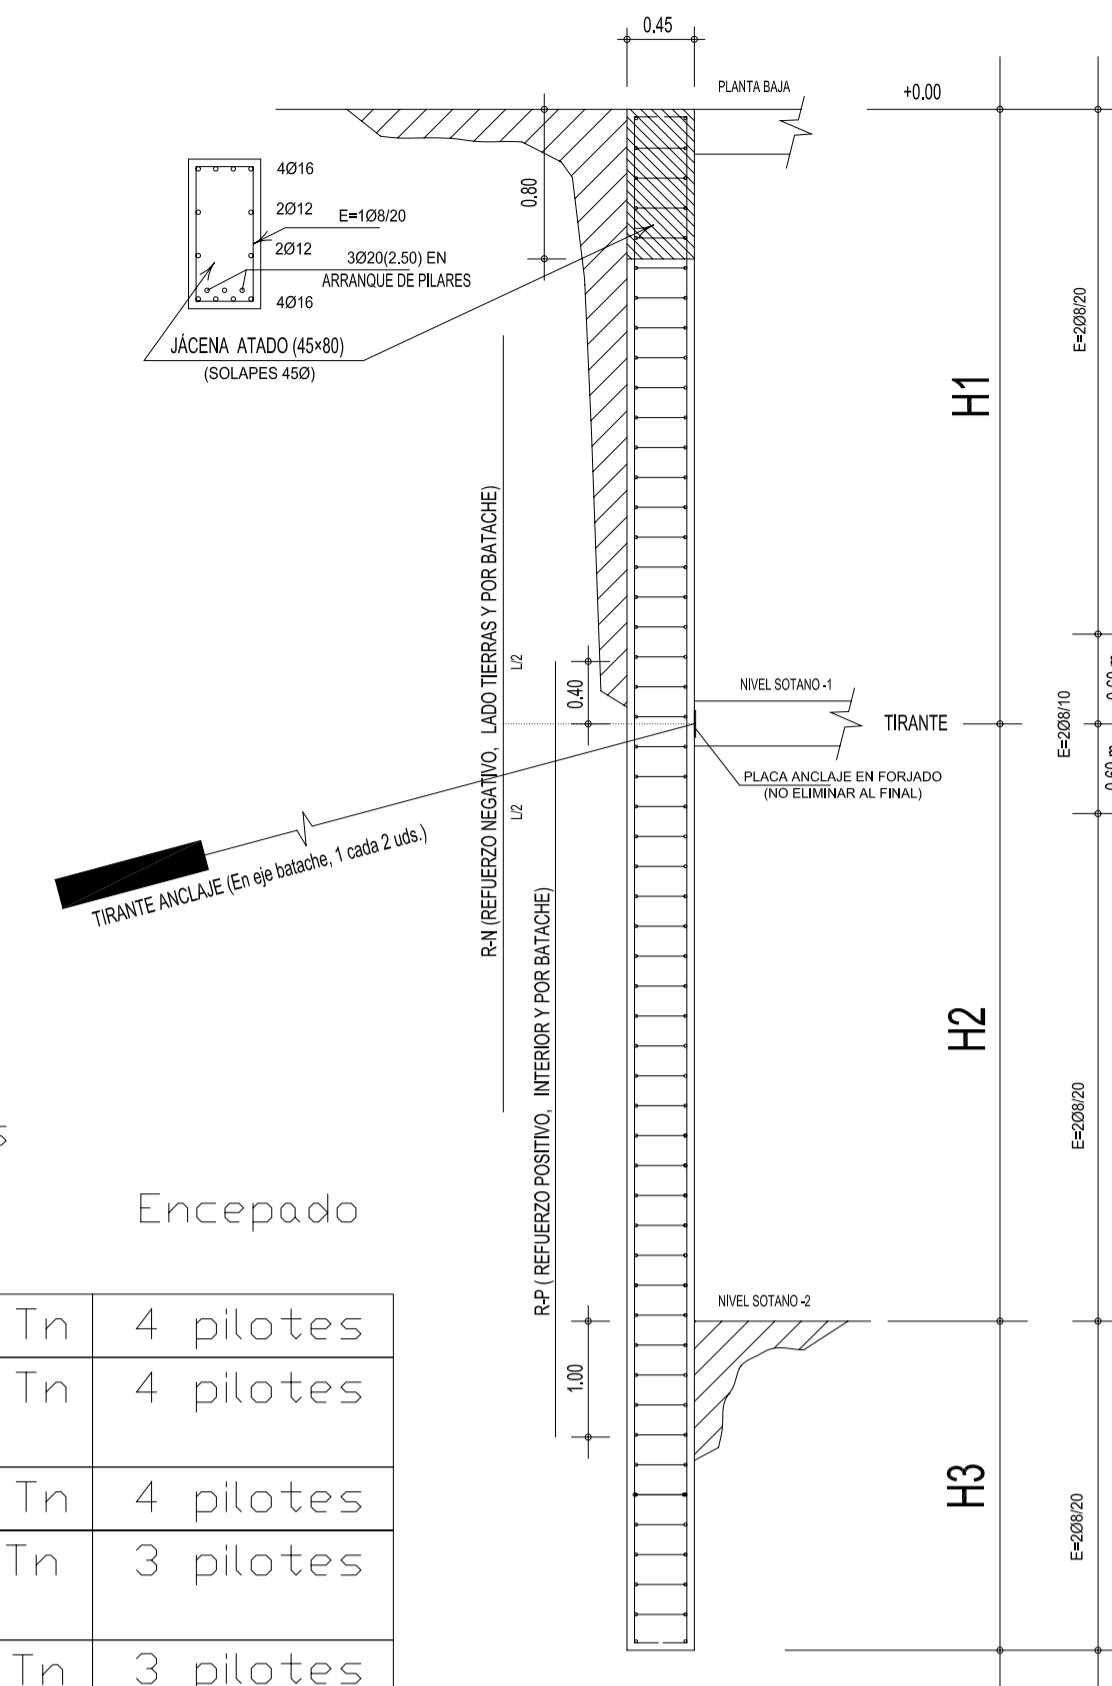 0.45
PLANTA BAJA
+0.00
0.80
4Ø16
2Ø12
E=1Ø8/20
2Ø12
3Ø20(2.50) EN
ARRANQUE DE PILARES
4Ø16
JÁCENA ATADO (45×80)
(SOLAPES 45Ø)
E=2Ø8/20
H1
R-N (REFUERZO NEGATIVO, LADO TIERRAS Y POR BATACHE)
L/2
L/2
0.40
NIVEL SOTANO -1
TIRANTE
E=2Ø8/10
0.60 m
0.60 m
PLACA ANCLAJE EN FORJADO
(NO ELIMINAR AL FINAL)
TIRANTE ANCLAJE (En eje batache, 1 cada 2 uds.)
R-P ( REFUERZO POSITIVO, INTERIOR Y POR BATACHE)
H2
E=2Ø8/20
s
Encepado
NIVEL SOTANO -2
1.00
Tn 4 pilotes
Tn 4 pilotes
Tn 4 pilotes
Tn 3 pilotes
Tn 3 pilotes
H3
E=2Ø8/20